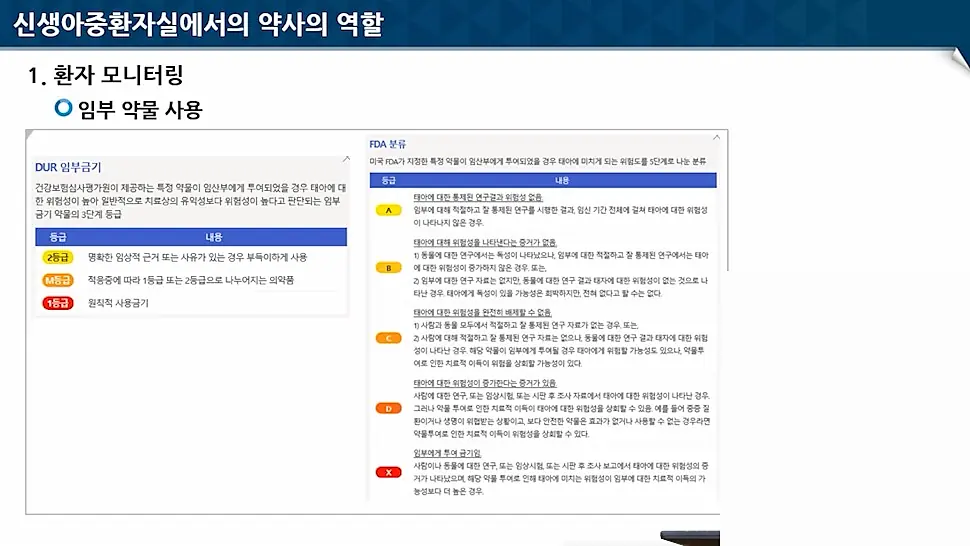 신생아중환자실에서의 약사의 역할
1. 환자 모니터링
임부 약물 사용
DUR 임부금기
건강보험심사평가원이 제공하는 특정 약물이 임산부에게 투여되었을 경우 태아에 대
한 위험성이 높아 일반적으로 치료상의 유익성보다 위험성이 높다고 판단되는 임부
금기 약물의 3단계 등급
등급 내용
2등급 명확한 임상적 근거 또는 사유가 있는 경우 부득이하게 사용
M등급 적응증에 따라 1등급 또는 2등급으로 나누어지는 의약품
1등급 원칙적 사용금기
FDA 분류
미국 FDA가 지정한 특정 약물이 임산부에게 투여되었을 경우 태아에 미치게 되는 위험도를 5단계로 나눈 분류
등급 내용
A
태아에 대한 통제된 연구결과 위험성 없음
임부에 대해 적절하고 잘 통제된 연구를 시행한 결과, 임신 기간 전체에 걸쳐 태아에 대한 위험성
이 나타나지 않은 경우.
B
태아에 대해 위험성을 나타낸다는 증거가 없음
1) 동물에 대한 연구에서는 독성이 나타났으나, 임부에 대한 적절하고 잘 통제된 연구에서는 태아
에 대한 위험성이 증가하지 않은 경우. 또는,
2) 임부에 대한 연구 자료는 없지만, 동물에 대한 연구 결과 태자에 대한 위험성이 없는 것으로 나
타난 경우. 태아에게 독성이 있을 가능성은 희박하지만, 전혀 없다고 할 수는 없다.
C
태아에 대한 위험성을 완전히 배제할 수 없음
1) 사람과 동물 모두에서 적절하고 잘 통제된 연구 자료가 없는 경우. 또는,
2) 사람에 대해 적절하고 잘 통제된 연구 자료는 없으나, 동물에 대한 연구 결과 태자에 대한 위험
성이 나타난 경우. 해당 약물이 임부에게 투여될 경우 태아에게 위험할 가능성도 있으나, 약물투
여로 인한 치료적 이득이 위험을 상회할 가능성이 있다.
D
태아에 대한 위험성이 증가한다는 증거가 있음
사람에 대한 연구, 또는 임상시험, 또는 시판 후 조사 자료에서 태아에 대한 위험성이 나타난 경우.
그러나 약물 투여로 인한 치료적 이득이 태아에 대한 위험성을 상회할 수 있음. 예를 들어 중증 질
환이거나 생명이 위협받는 상황이고, 보다 안전한 약물은 효과가 없거나 사용할 수 없는 경우라면
약물투여로 인한 치료적 이득이 위험성을 상회할 수 있다.
X
임부에게 투여 금기임
사람이나 동물에 대한 연구, 또는 임상시험, 또는 시판 후 조사 보고에서 태아에 대한 위험성의 증
거가 나타났으며, 해당 약물 투여로 인해 태아에 미치는 위험성이 임부에 대한 치료적 이득의 가
능성보다 더 높은 경우.